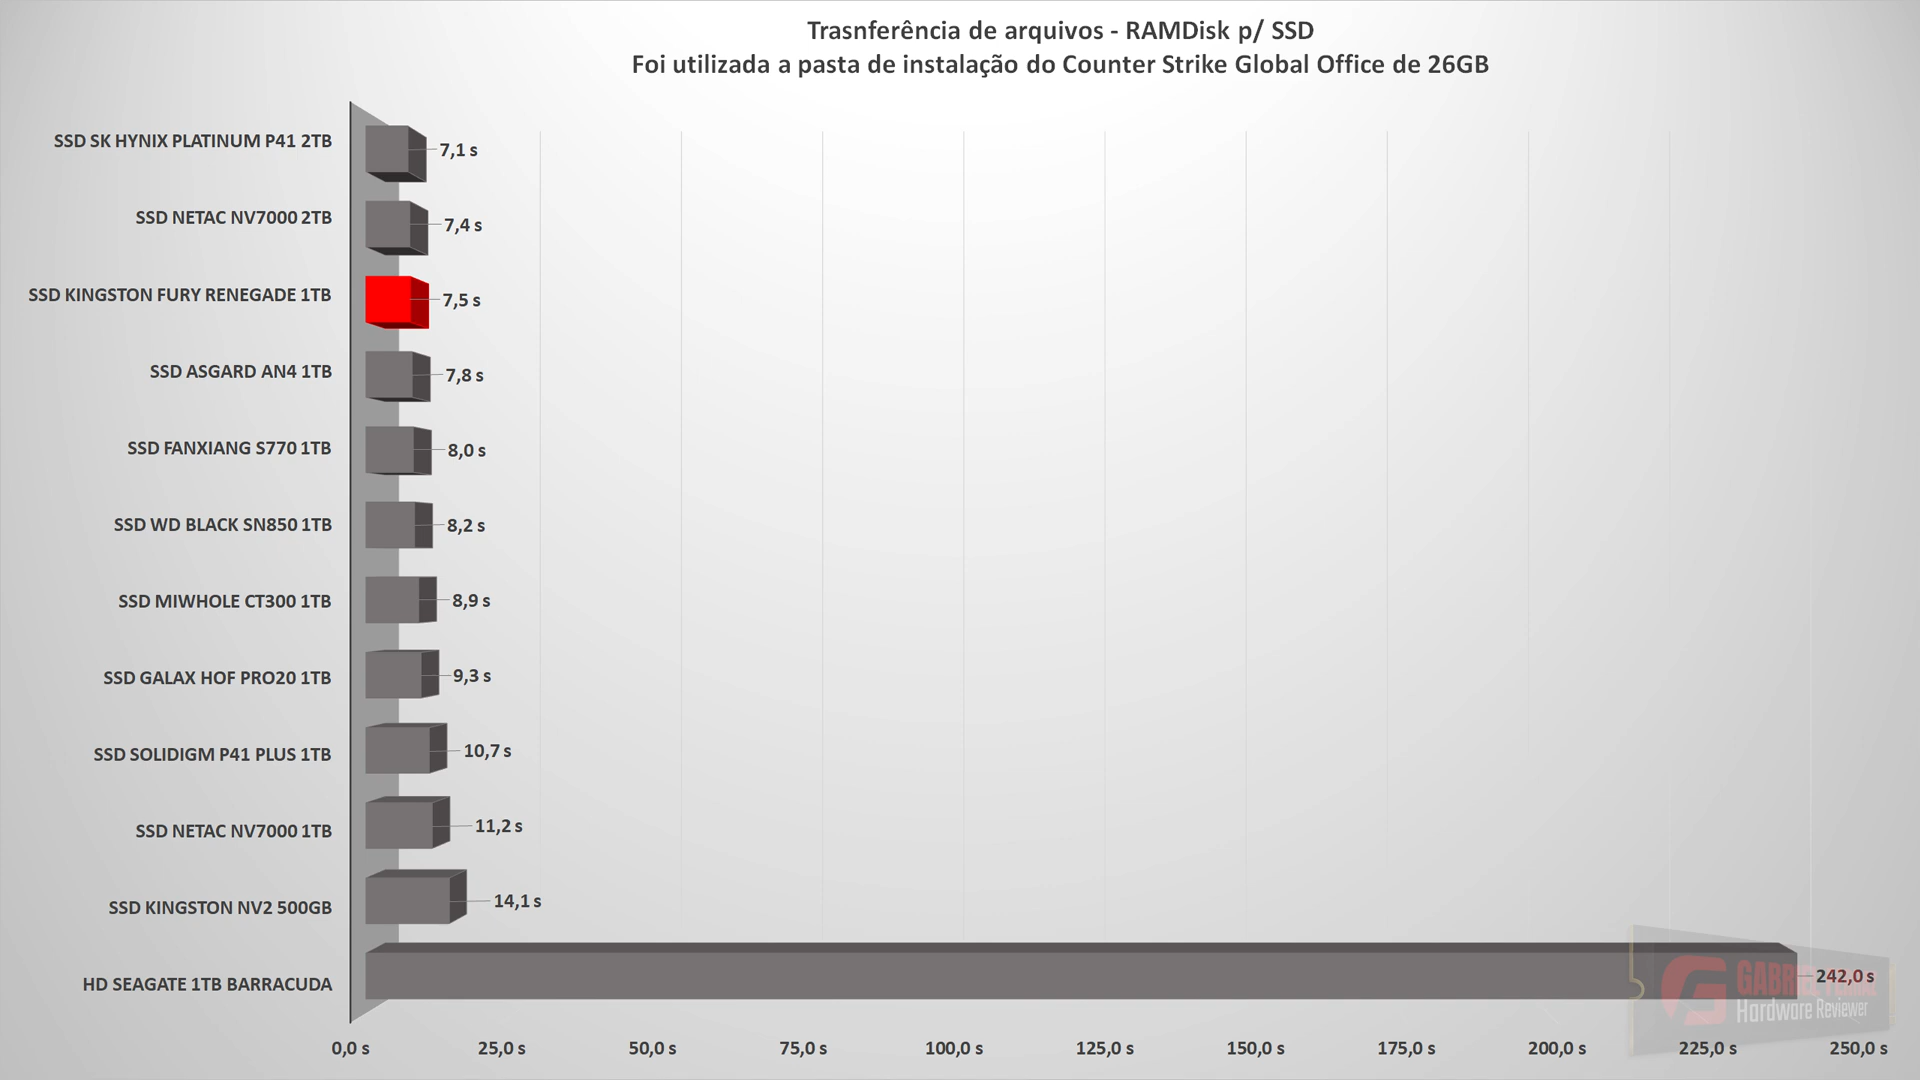 Trasnferência de arquivos - RAMDisk p/ SSD
Foi utilizada a pasta de instalação do Counter Strike Global Office de 26GB
SSD SK HYNIX PLATINUM P41 2TB 7,1 s
SSD NETAC NV7000 2TB 7,4 s
SSD KINGSTON FURY RENEGADE 1TB 7,5 s
SSD ASGARD AN4 1TB 7,8 s
SSD FANXIANG S770 1TB 8,0 s
SSD WD BLACK SN850 1TB 8,2 s
SSD MIWHOLE CT300 1TB 8,9 s
SSD GALAX HOF PRO20 1TB 9,3 s
SSD SOLIDIGM P41 PLUS 1TB 10,7 s
SSD NETAC NV7000 1TB 11,2 s
SSD KINGSTON NV2 500GB 14,1 s
HD SEAGATE 1TB BARRACUDA 242,0 s
Hardware Reviewer
0,0 s 25,0 s 50,0 s 75,0 s 100,0 s 125,0 s 150,0 s 175,0 s 200,0 s 225,0 s 250,0 s